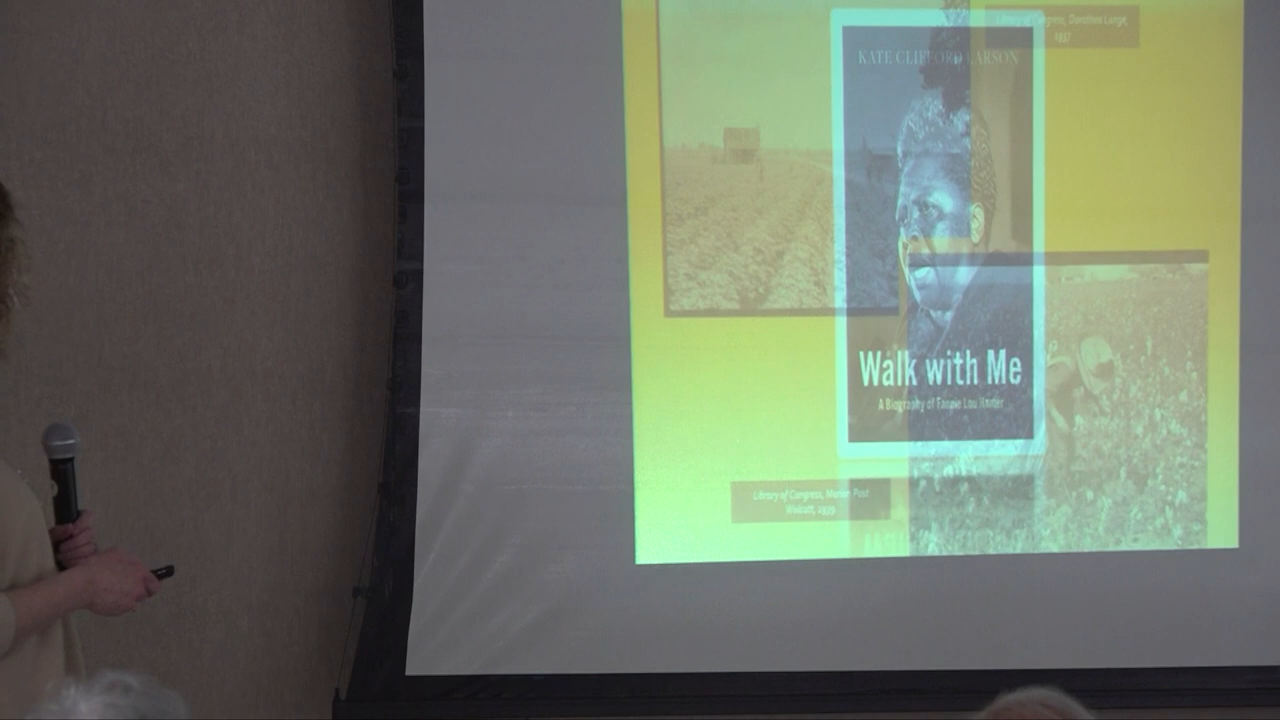 Library of Congress, Dorothea Lange,
1937
KATE CLIFFORD LARSON
Walk with Me
A Biography of Fannie Lou Hamer
Library of Congress, Marion Post
Wolcott, 1939